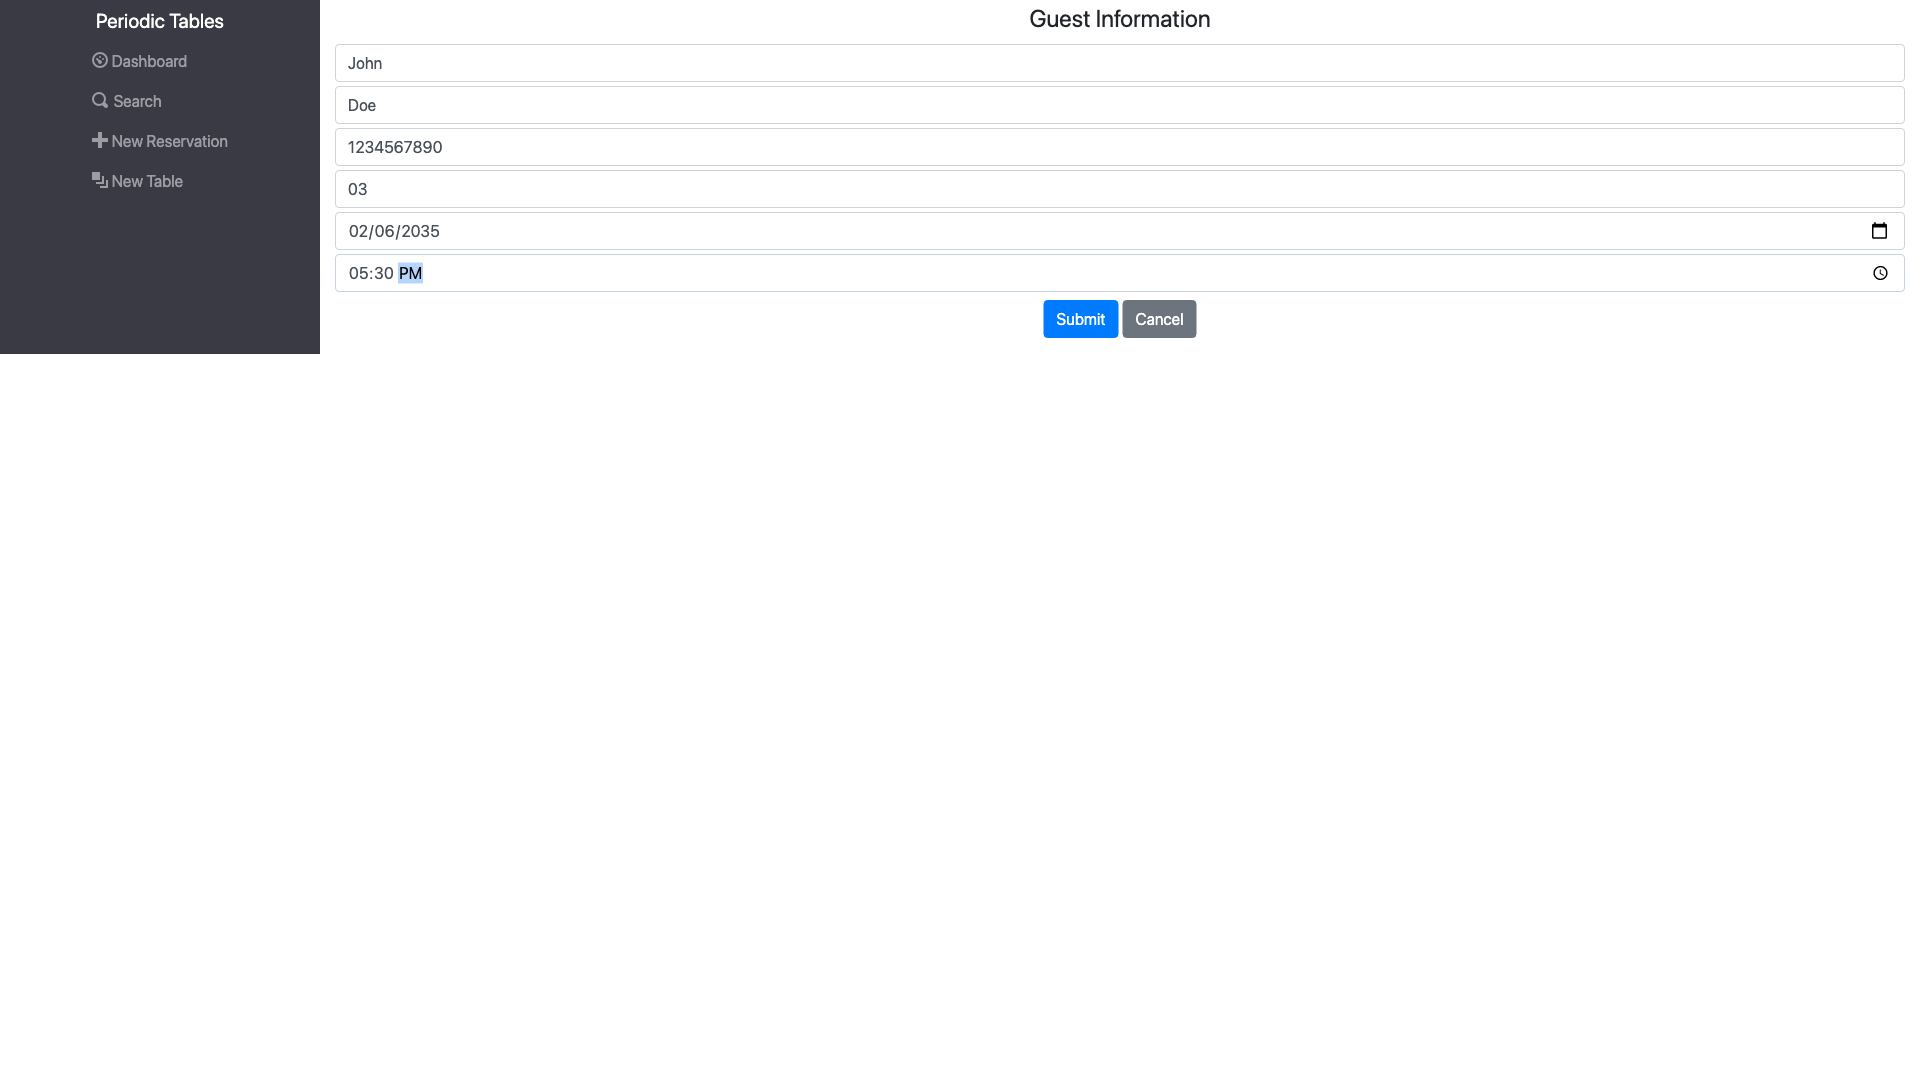 Periodic Tables
Dashboard
Search
New Reservation
New Table
Guest Information
John
Doe
1234567890
03
02/06/2035
05:30 PM
Submit Cancel